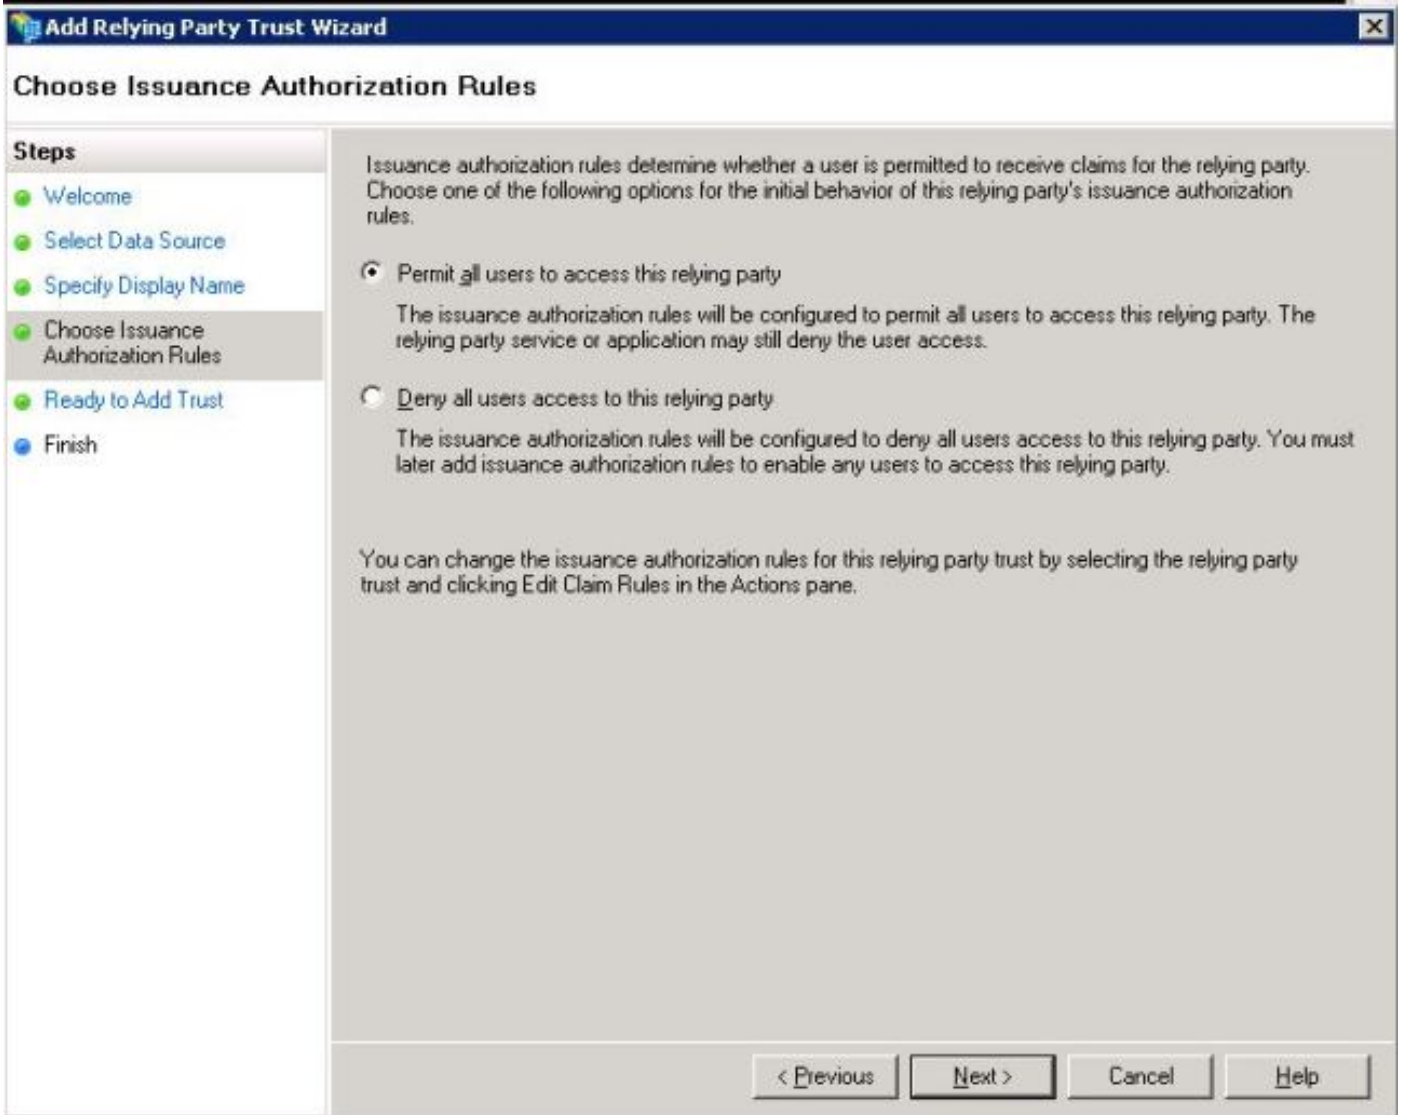 Add Relying Party Trust Wizard
Choose Issuance Authorization Rules
Steps
Welcome
Select Data Source
Specify Display Name
Choose Issuance
Authorization Rules
Ready to Add Trust
Finish
Issuance authorization rules determine whether a user is permitted to receive claims for the relying party.
Choose one of the following options for the initial behavior of this relying party's issuance authorization
rules.
Permit all users to access this relying party
The issuance authorization rules will be configured to permit all users to access this relying party. The
relying party service or application may still deny the user access.
Deny all users access to this relying party
The issuance authorization rules will be configured to deny all users access to this relying party. You must
later add issuance authorization rules to enable any users to access this relying party.
You can change the issuance authorization rules for this relying party trust by selecting the relying party
trust and clicking Edit Claim Rules in the Actions pane.
< Previous Next > Cancel Help